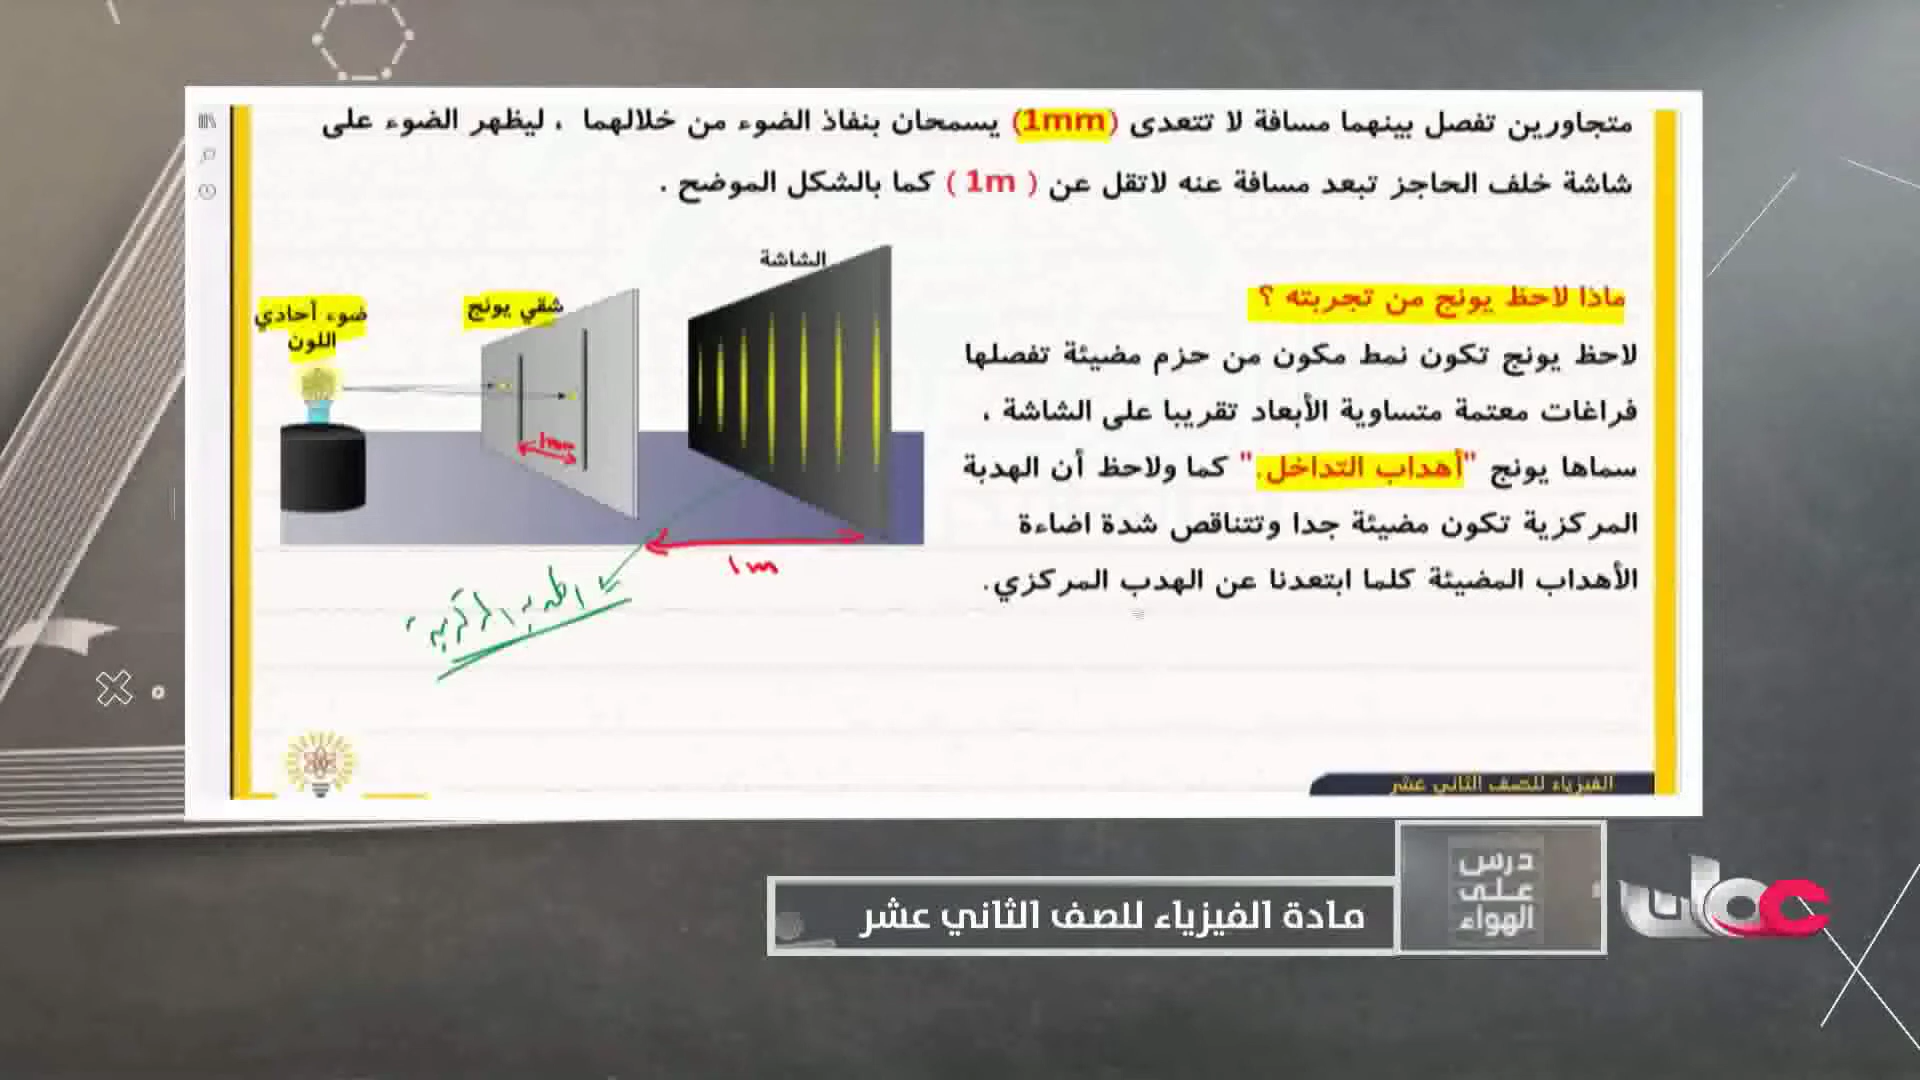 متجاورين تفصل بينهما مسافة لا تتعدى (1mm) يسمحان بنفاذ الضوء من خلالهما ، ليظهر الضوء على
شاشة خلف الحاجز تبعد مسافة عنه لاتقل عن ( 1m ) كما بالشكل الموضح .
الشاشة
شقي يونج
ضوء أحادي
اللون
1mm
1m
الهدب المركزية
ماذا لاحظ يونج من تجربته ؟
لاحظ يونج تكون نمط مكون من حزم مضيئة تفصلها
فراغات معتمة متساوية الأبعاد تقريبا على الشاشة ،
سماها يونج "أهداب التداخل." كما ولاحظ أن الهدبة
المركزية تكون مضيئة جدا وتتناقص شدة اضاءة
الأهداب المضيئة كلما ابتعدنا عن الهدب المركزي.
الفيزياء للصف الثاني عشر
درس
على
الهواء
مادة الفيزياء للصف الثاني عشر
عمان